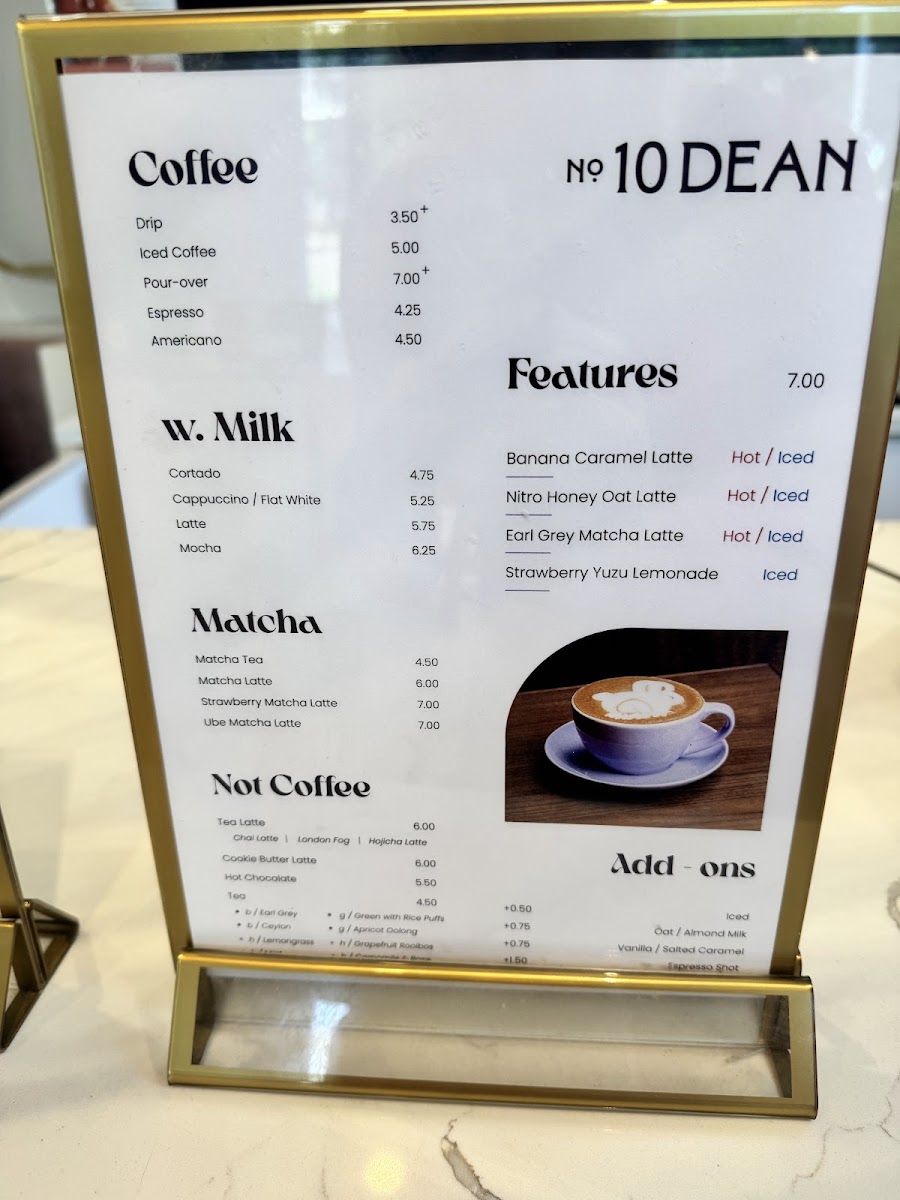 No 10 DEAN
Coffee
Drip 3.50+
Iced Coffee 5.00
Pour-over 7.00+
Espresso 4.25
Americano 4.50
w. Milk
Cortado 4.75
Cappuccino / Flat White 5.25
Latte 5.75
Mocha 6.25
Matcha
Matcha Tea 4.50
Matcha Latte 6.00
Strawberry Matcha Latte 7.00
Ube Matcha Latte 7.00
Not Coffee
Tea Latte 6.00
Chai Latte | London Fog | Hojicha Latte
Cookie Butter Latte 6.00
Hot Chocolate 5.50
Tea 4.50
• b / Earl Grey • g / Green with Rice Puffs
• b / Ceylon • g / Apricot Oolong
• h / Lemongrass • h / Grapefruit Rooibos
Features 7.00
Banana Caramel Latte Hot / Iced
Nitro Honey Oat Latte Hot / Iced
Earl Grey Matcha Latte Hot / Iced
Strawberry Yuzu Lemonade Iced
Add - ons
+0.50 Iced
+0.75 Oat / Almond Milk
+0.75 Vanilla / Salted Caramel
+1.50 Espresso Shot